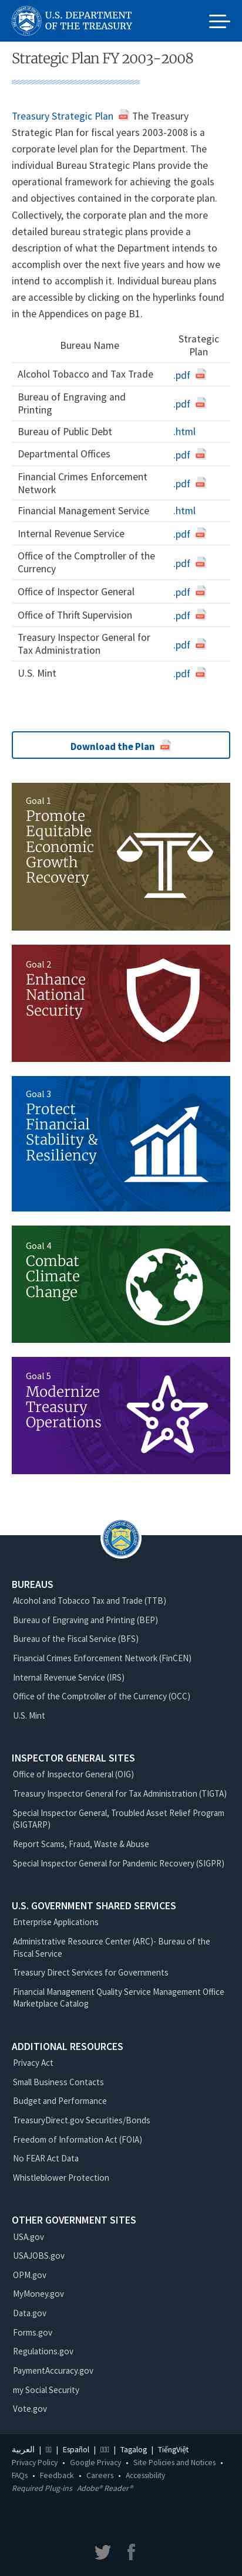 U.S. DEPARTMENT
OF THE TREASURY
Strategic Plan FY 2003-2008
Treasury Strategic Plan The Treasury
Strategic Plan for fiscal years 2003-2008 is a
corporate level plan for the Department. The
individual Bureau Strategic Plans provide the
operational framework for achieving the goals
and objectives contained in the corporate plan.
Collectively, the corporate plan and the more
detailed bureau strategic plans provide a
description of what the Department intends to
accomplish over the next five years and how we
intend to accomplish it. Individual bureau plans
are accessible by clicking on the hyperlinks found
in the Appendices on page B1.
Bureau Name
Strategic
Plan
Alcohol Tobacco and Tax Trade .pdf
Bureau of Engraving and
Printing .pdf
Bureau of Public Debt .html
Departmental Offices .pdf
Financial Crimes Enforcement
Network .pdf
Financial Management Service .html
Internal Revenue Service .pdf
Office of the Comptroller of the
Currency .pdf
Office of Inspector General .pdf
Office of Thrift Supervision .pdf
Treasury Inspector General for
Tax Administration .pdf
U.S. Mint .pdf
Download the Plan
Goal 1
Promote
Equitable
Economic
Growth
Recovery
Goal 2
Enhance
National
Security
Goal 3
Protect
Financial
Stability &
Resiliency
Goal 4
Combat
Climate
Change
Goal 5
Modernize
Treasury
Operations
BUREAUS
Alcohol and Tobacco Tax and Trade (TTB)
Bureau of Engraving and Printing (BEP)
Bureau of the Fiscal Service (BFS)
Financial Crimes Enforcement Network (FinCEN)
Internal Revenue Service (IRS)
Office of the Comptroller of the Currency (OCC)
U.S. Mint
INSPECTOR GENERAL SITES
Office of Inspector General (OIG)
Treasury Inspector General for Tax Administration (TIGTA)
Special Inspector General, Troubled Asset Relief Program
(SIGTARP)
Report Scams, Fraud, Waste & Abuse
Special Inspector General for Pandemic Recovery (SIGPR)
U.S. GOVERNMENT SHARED SERVICES
Enterprise Applications
Administrative Resource Center (ARC)- Bureau of the
Fiscal Service
Treasury Direct Services for Governments
Financial Management Quality Service Management Office
Marketplace Catalog
ADDITIONAL RESOURCES
Privacy Act
Small Business Contacts
Budget and Performance
TreasuryDirect.gov Securities/Bonds
Freedom of Information Act (FOIA)
No FEAR Act Data
Whistleblower Protection
OTHER GOVERNMENT SITES
USA.gov
USAJOBS.gov
OPM.gov
MyMoney.gov
Data.gov
Forms.gov
Regulations.gov
PaymentAccuracy.gov
my Social Security
Vote.gov
العربية | | Español | | Tagalog | TiếngViệt
Privacy Policy • Google Privacy • Site Policies and Notices •
FAQs • Feedback • Careers • Accessibility
Required Plug-ins Adobe® Reader®